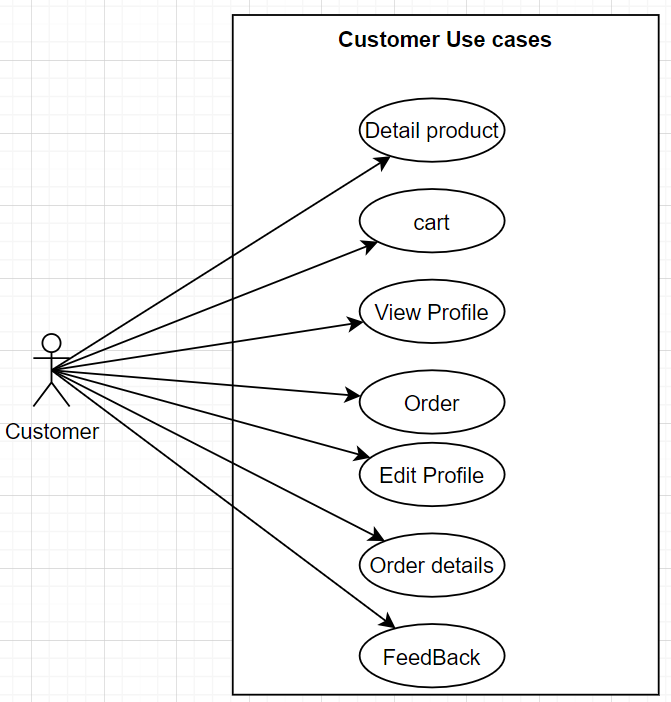 Customer Use cases
Detail product
cart
View Profile
Order
Customer
Edit Profile
Order details
FeedBack